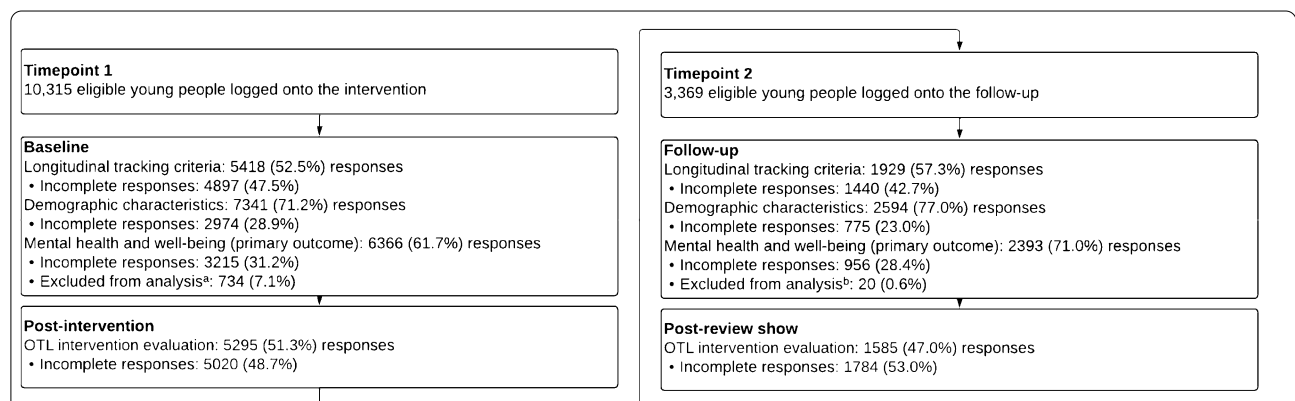 Timepoint 1
10,315 eligible young people logged onto the intervention
Baseline
Longitudinal tracking criteria: 5418 (52.5%) responses
• Incomplete responses: 4897 (47.5%)
Demographic characteristics: 7341 (71.2%) responses
• Incomplete responses: 2974 (28.9%)
Mental health and well-being (primary outcome): 6366 (61.7%) responses
• Incomplete responses: 3215 (31.2%)
• Excluded from analysisᵃ: 734 (7.1%)
Post-intervention
OTL intervention evaluation: 5295 (51.3%) responses
• Incomplete responses: 5020 (48.7%)
Timepoint 2
3,369 eligible young people logged onto the follow-up
Follow-up
Longitudinal tracking criteria: 1929 (57.3%) responses
• Incomplete responses: 1440 (42.7%)
Demographic characteristics: 2594 (77.0%) responses
• Incomplete responses: 775 (23.0%)
Mental health and well-being (primary outcome): 2393 (71.0%) responses
• Incomplete responses: 956 (28.4%)
• Excluded from analysisᵇ: 20 (0.6%)
Post-review show
OTL intervention evaluation: 1585 (47.0%) responses
• Incomplete responses: 1784 (53.0%)